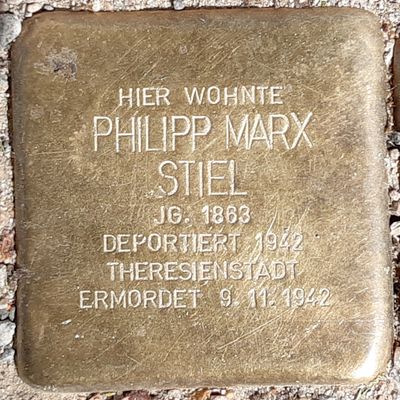 HIER WOHNTE
PHILIPP MARX
STIEL
JG. 1863
DEPORTIERT 1942
THERESIENSTADT
ERMORDET 9.11.1942